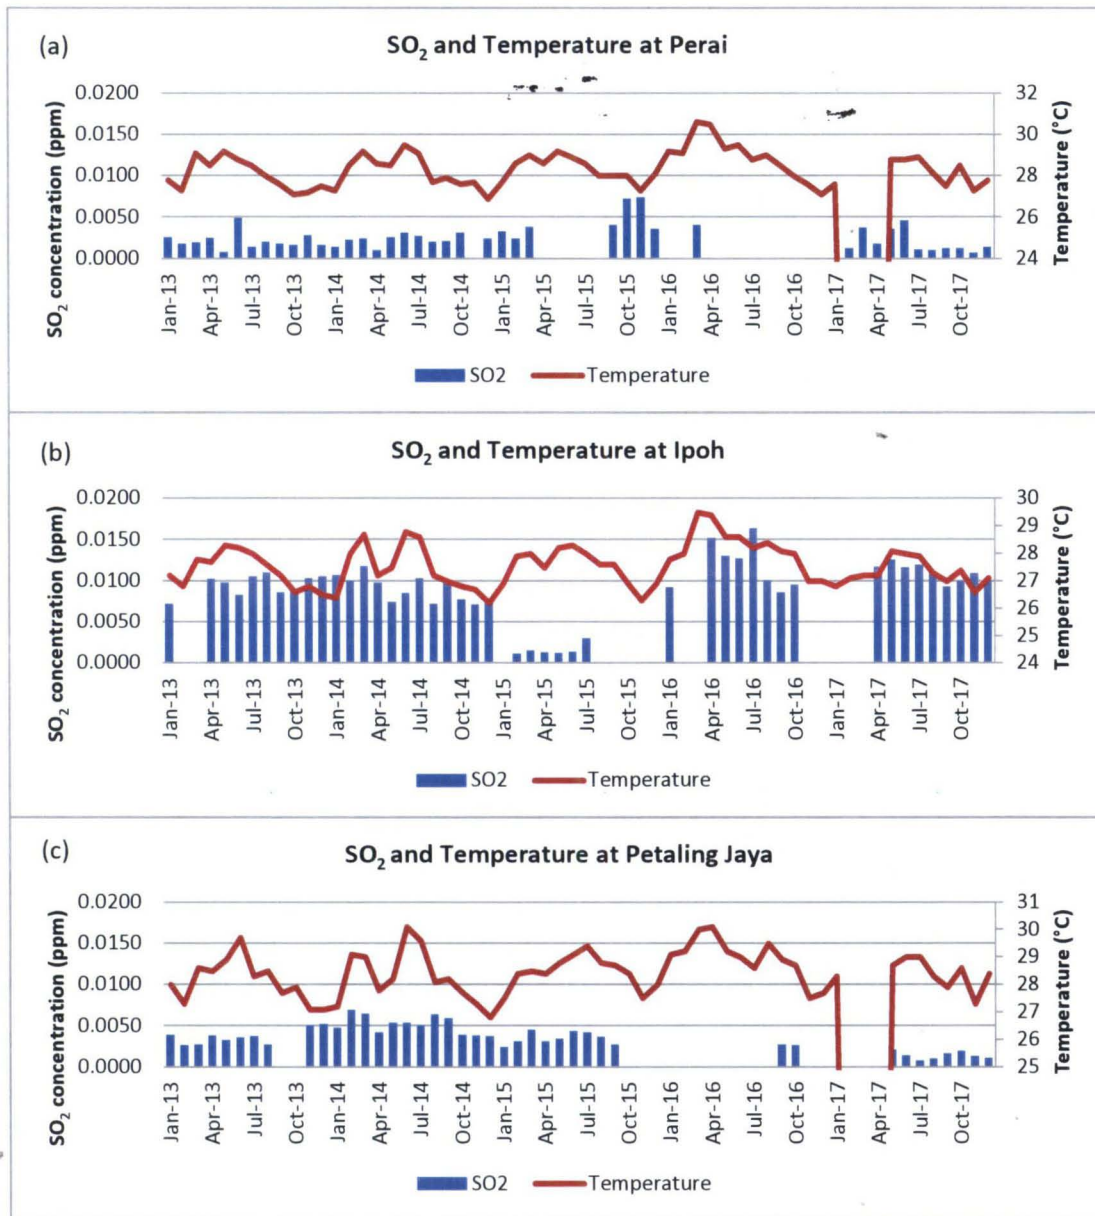 (a)
SO2 and Temperature at Perai
SO2 concentration (ppm)
0.0200
0.0150
0.0100
0.0050
0.0000
32
30
28
26
24
Temperature (°C)
Jan-13 Apr-13 Jul-13 Oct-13 Jan-14 Apr-14 Jul-14 Oct-14 Jan-15 Apr-15 Jul-15 Oct-15 Jan-16 Apr-16 Jul-16 Oct-16 Jan-17 Apr-17 Jul-17 Oct-17
SO2 Temperature
(b)
SO2 and Temperature at Ipoh
SO2 concentration (ppm)
0.0200
0.0150
0.0100
0.0050
0.0000
30
29
28
27
26
25
24
Temperature (°C)
Jan-13 Apr-13 Jul-13 Oct-13 Jan-14 Apr-14 Jul-14 Oct-14 Jan-15 Apr-15 Jul-15 Oct-15 Jan-16 Apr-16 Jul-16 Oct-16 Jan-17 Apr-17 Jul-17 Oct-17
SO2 Temperature
(c)
SO2 and Temperature at Petaling Jaya
SO2 concentration (ppm)
0.0200
0.0150
0.0100
0.0050
0.0000
31
30
29
28
27
26
25
Temperature (°C)
Jan-13 Apr-13 Jul-13 Oct-13 Jan-14 Apr-14 Jul-14 Oct-14 Jan-15 Apr-15 Jul-15 Oct-15 Jan-16 Apr-16 Jul-16 Oct-16 Jan-17 Apr-17 Jul-17 Oct-17
SO2 Temperature